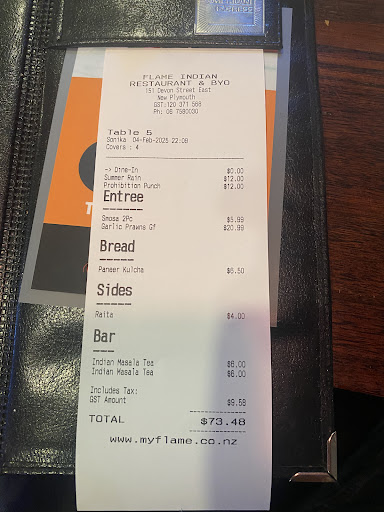 FLAME INDIAN
RESTAURANT & BYO
151 Devon Street East
New Plymouth
GST:120 371 568
Ph: 06 7580030
Table 5
Sonika 04-Feb-2025 22:08
Covers : 4
-> Dine-In $0.00
Summer Rain $12.00
Prohibition Punch $12.00
Entree
Smosa 2Pc $5.99
Garlic Prawns Gf $20.99
Bread
Paneer Kulcha $6.50
Sides
Raita $4.00
Bar
Indian Masala Tea $6.00
Indian Masala Tea $6.00
Includes Tax:
GST Amount $9.58
TOTAL $73.48
www.myflame.co.nz